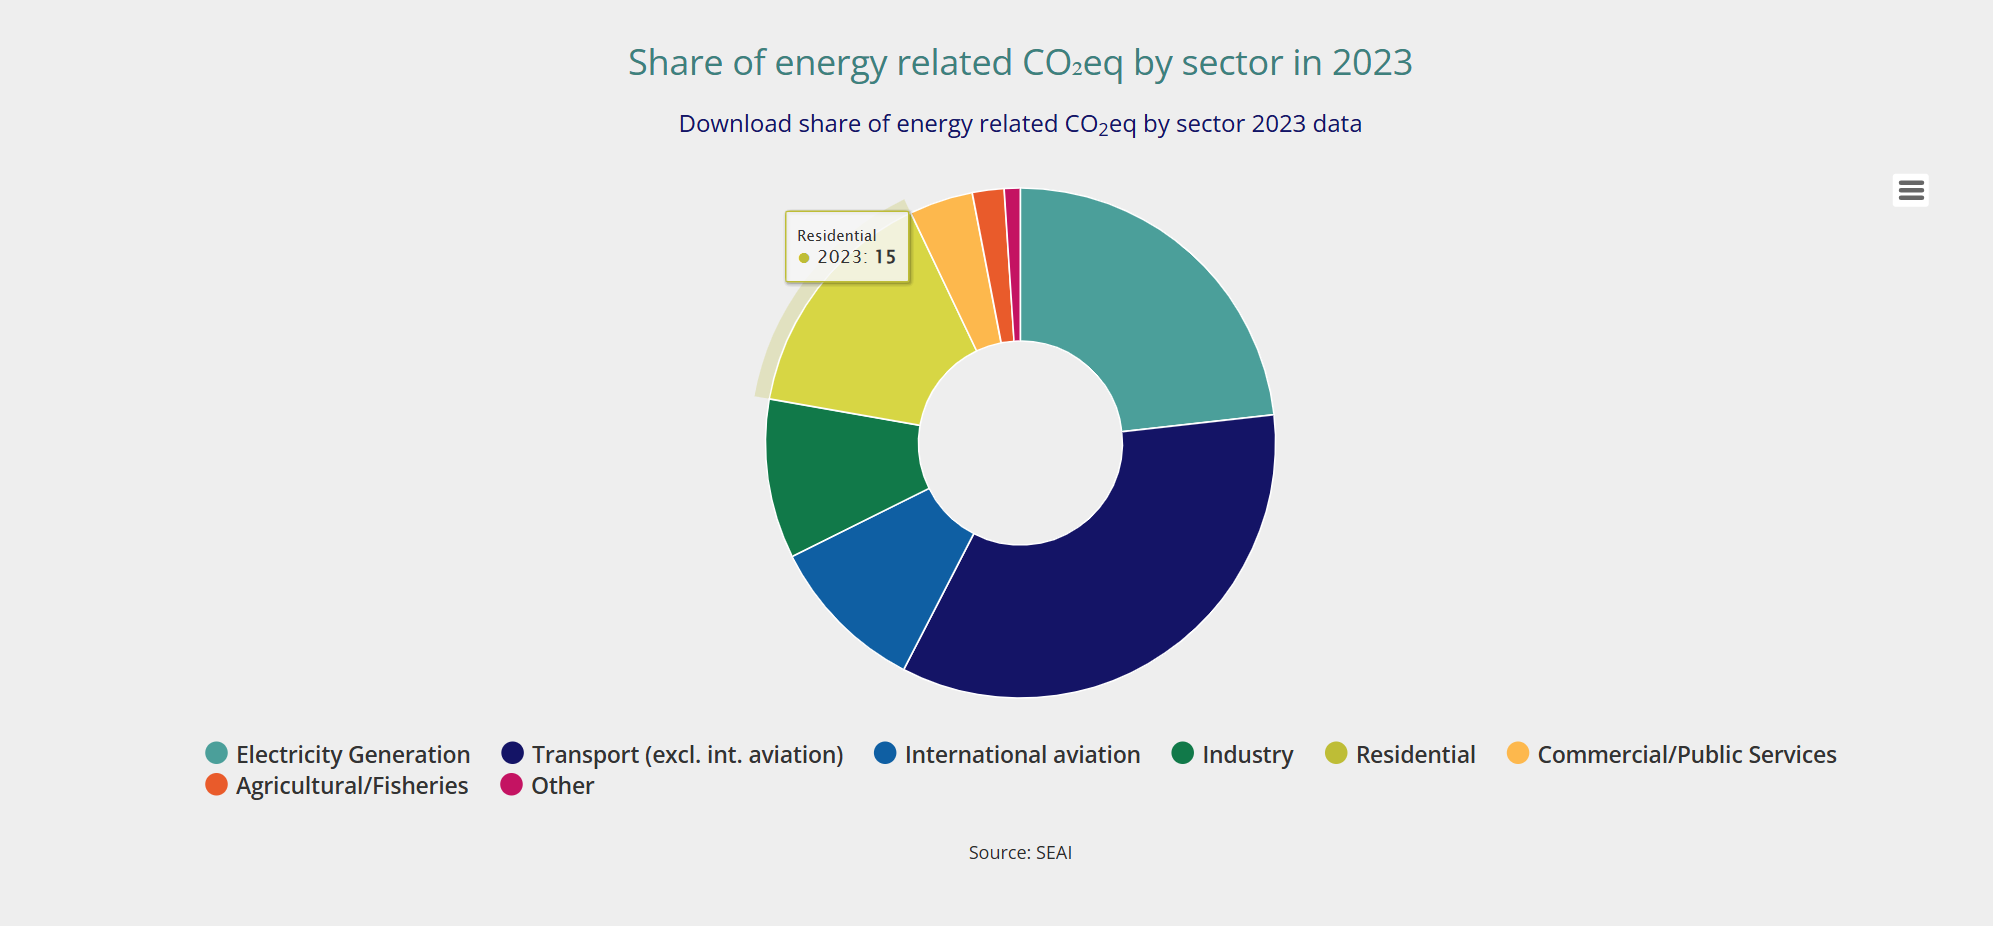 Share of energy related CO₂eq by sector in 2023
Download share of energy related CO₂eq by sector 2023 data
Residential
2023: 15
Electricity Generation Transport (excl. int. aviation) International aviation Industry Residential Commercial/Public Services
Agricultural/Fisheries Other
Source: SEAI